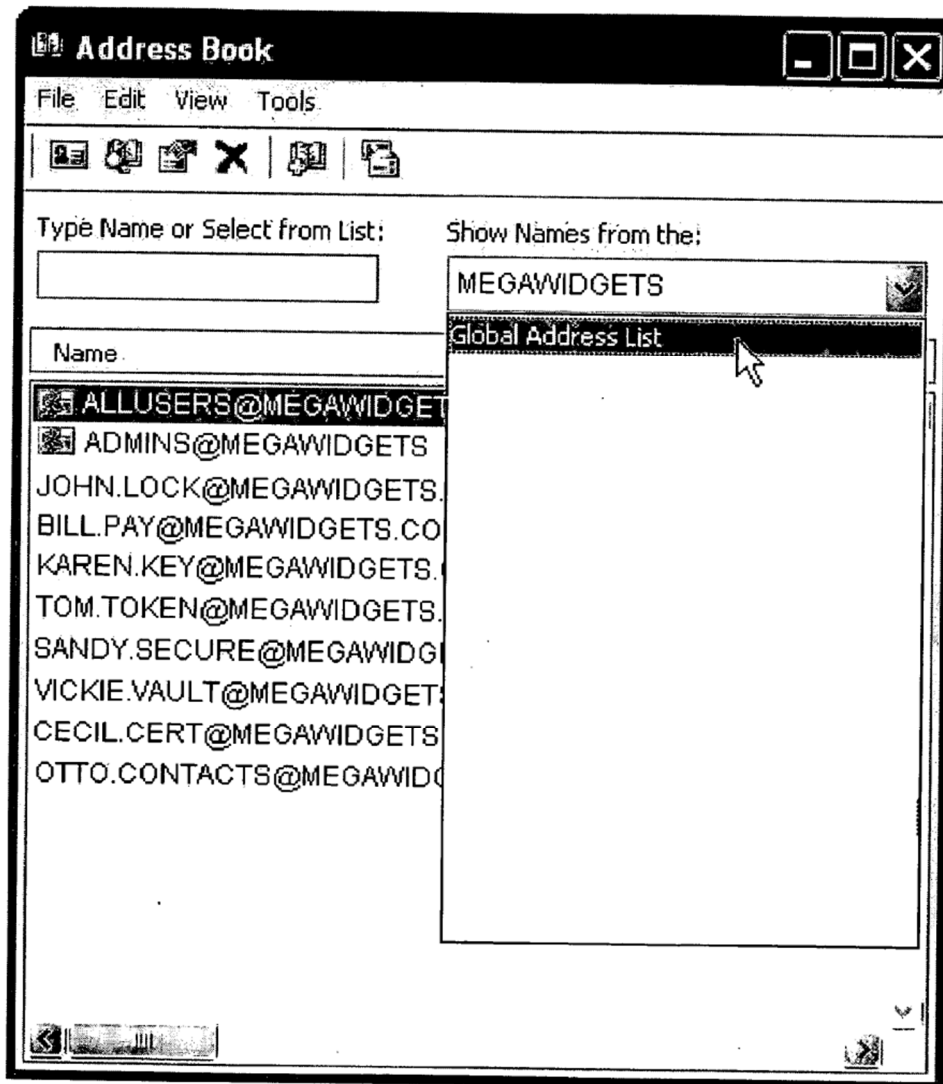 Address Book
File Edit View Tools
Type Name or Select from List:
Show Names from the:
MEGAWIDGETS
Global Address List
Name
ALLUSERS@MEGAWIDGET
ADMINS@MEGAWIDGETS
JOHN.LOCK@MEGAWIDGETS.
BILL.PAY@MEGAWIDGETS.CO
KAREN.KEY@MEGAWIDGETS.
TOM.TOKEN@MEGAWIDGETS.
SANDY.SECURE@MEGAWIDG
VICKIE.VAULT@MEGAWIDGETS
CECIL.CERT@MEGAWIDGETS
OTTO.CONTACTS@MEGAWIDG